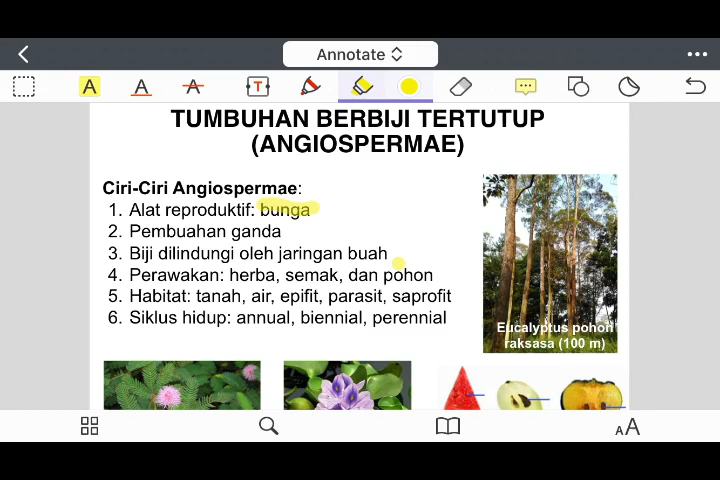 Annotate
A
A
A
T
TUMBUHAN BERBIJI TERTUTUP
(ANGIOSPERMAE)
Ciri-Ciri Angiospermae:
1. Alat reproduktif: bunga
2. Pembuahan ganda
3. Biji dilindungi oleh jaringan buah
4. Perawakan: herba, semak, dan pohon
5. Habitat: tanah, air, epifit, parasit, saprofit
6. Siklus hidup: annual, biennial, perennial
Eucalyptus pohon
raksasa (100 m)
AA